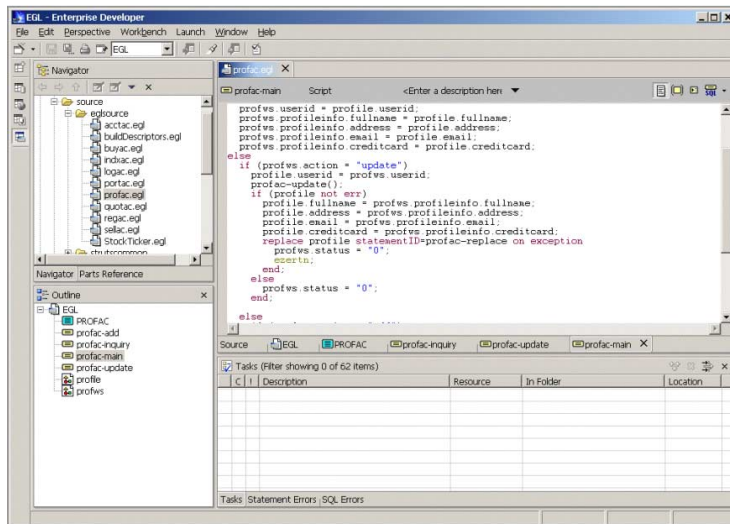 EGL - Enterprise Developer
File Edit Perspective Workbench Launch Window Help
EGL
Navigator
source
eglsource
acctac.egl
buildDescriptors.egl
buyac.egl
indxac.egl
logac.egl
portac.egl
profac.egl
quotac.egl
regac.egl
sellac.egl
StockTicker.egl
strutscommon
Navigator Parts Reference
Outline
EGL
PROFAC
profac-add
profac-inquiry
profac-main
profac-update
profile
profws
profac.egl
profac-main Script <Enter a description here
profws.userid = profile.userid;
profws.profileinfo.fullname = profile.fullname;
profws.profileinfo.address = profile.address;
profws.profileinfo.email = profile.email;
profws.profileinfo.creditcard = profile.creditcard;
else
if (profws.action = "update")
profile.userid = profws.userid;
profac-update();
if (profile not err)
profile.fullname = profws.profileinfo.fullname;
profile.address = profws.profileinfo.address;
profile.email = profws.profileinfo.email;
profile.creditcard = profws.profileinfo.creditcard;
replace profile statementID=profac-replace on exception
profws.status = "0";
ezertn;
end;
else
profws.status = "0";
end;
else
Source EGL PROFAC profac-inquiry profac-update profac-main
Tasks (Filter showing 0 of 62 items)
C ! Description Resource In Folder Location
Tasks Statement Errors SQL Errors